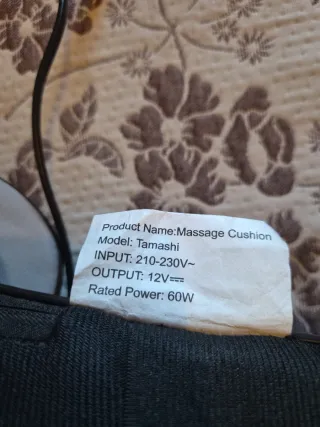 Product Name:Massage Cushion
Model: Tamashi
INPUT: 210-230V~
OUTPUT: 12V⎓
Rated Power: 60W